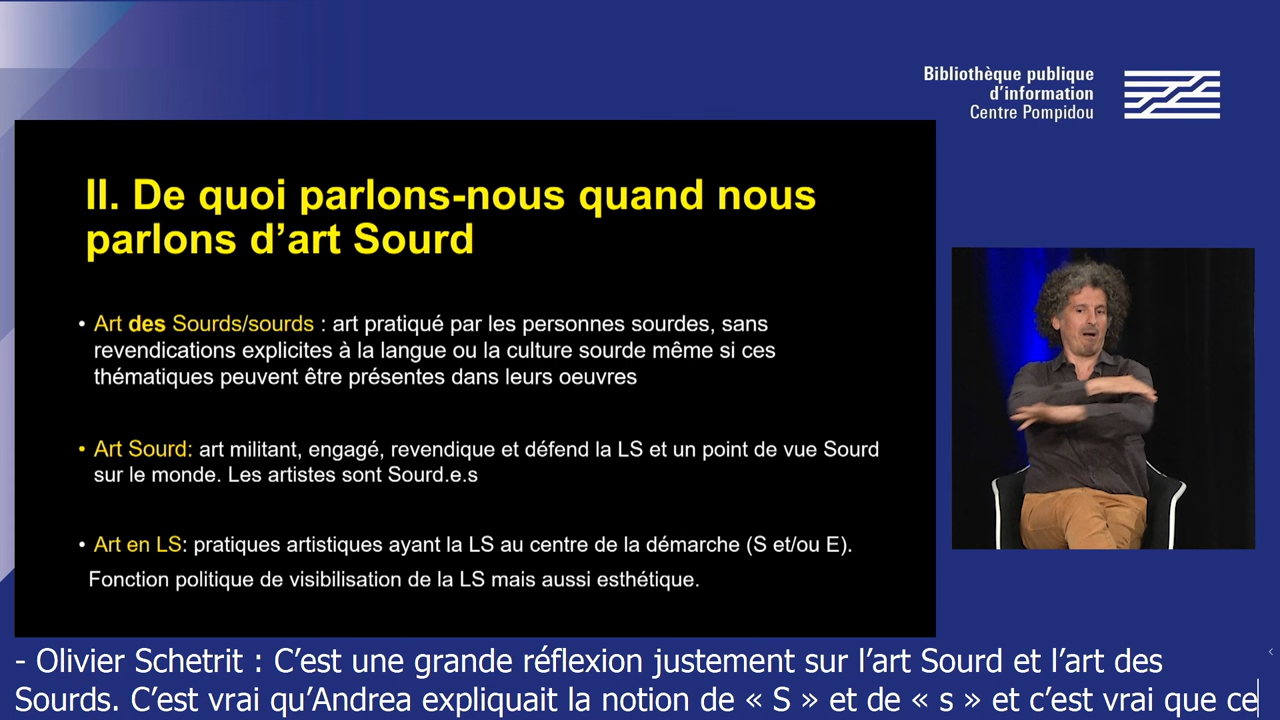 Bibliothèque publique
d'information
Centre Pompidou
II. De quoi parlons-nous quand nous
parlons d'art Sourd
• Art des Sourds/sourds : art pratiqué par les personnes sourdes, sans
revendications explicites à la langue ou la culture sourde même si ces
thématiques peuvent être présentes dans leurs oeuvres
• Art Sourd: art militant, engagé, revendique et défend la LS et un point de vue Sourd
sur le monde. Les artistes sont Sourd.e.s
• Art en LS: pratiques artistiques ayant la LS au centre de la démarche (S et/ou E).
Fonction politique de visibilisation de la LS mais aussi esthétique.
- Olivier Schetrit : C'est une grande réflexion justement sur l'art Sourd et l'art des
Sourds. C'est vrai qu'Andrea expliquait la notion de « S » et de « s » et c'est vrai que ce